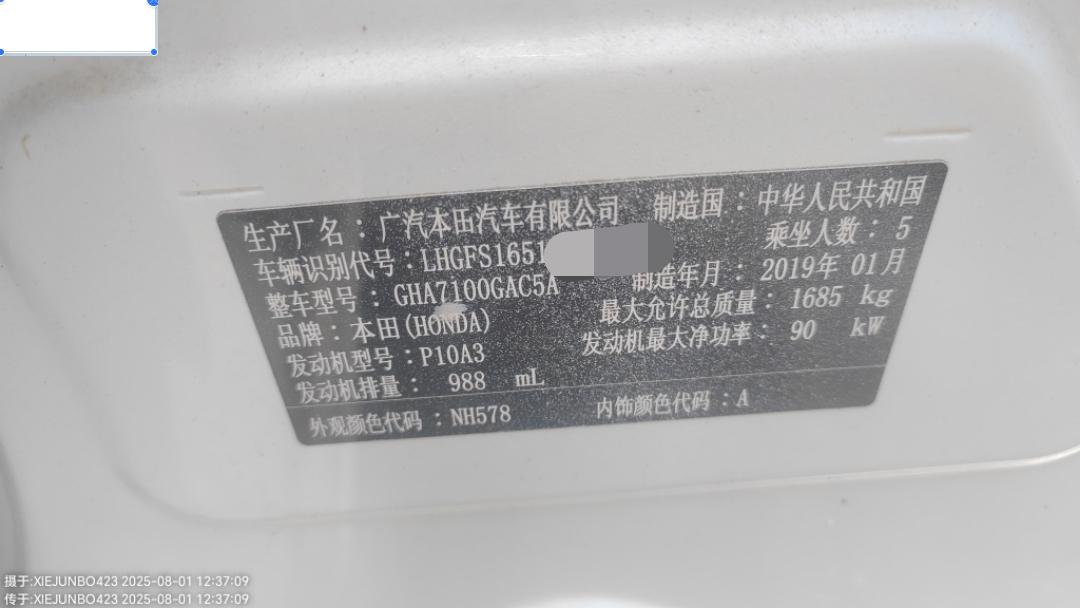 生产厂名：广汽本田汽车有限公司 制造国：中华人民共和国
车辆识别代号：LHGFS1651 乘坐人数：5
整车型号：GHA7100GAC5A 制造年月：2019年 01月
品牌：本田(HONDA) 最大允许总质量：1685 kg
发动机型号：P10A3 发动机最大净功率：90 kW
发动机排量：988 mL
外观颜色代码：NH578 内饰颜色代码：A
摄于:XIEJUNBO423 2025-08-01 12:37:09
传于:XIEJUNBO423 2025-08-01 12:37:09